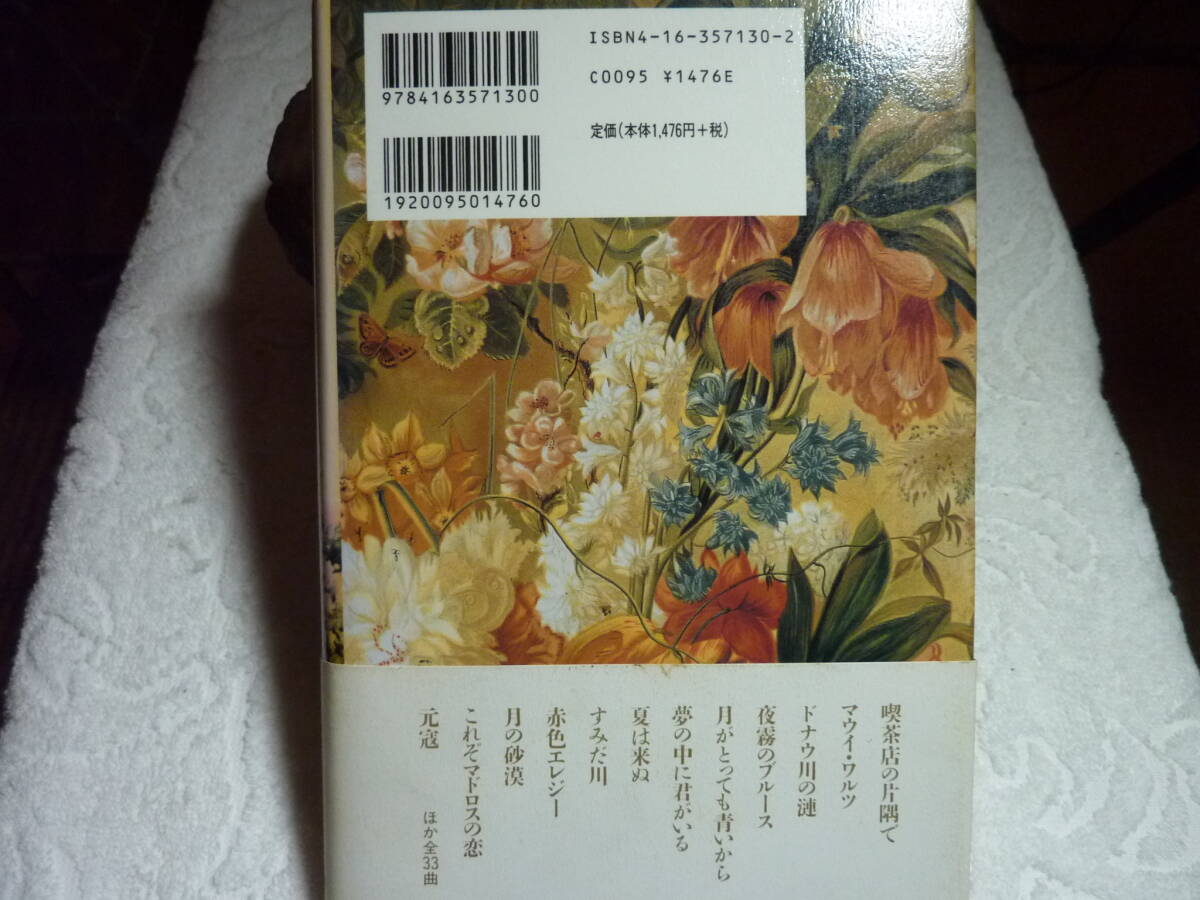 ISBN4-16-357130-2
C0095 ¥1476E
定価(本体1,476円+税)
9784163571300
1920095014760
喫茶店の片隅で
マウイ・ワルツ
ドナウ川の漣
夜霧のブルース
月がとっても青いから
夢の中に君がいる
夏は来ぬ
すみだ川
赤色エレジー
月の砂漠
これぞマドロスの恋
元寇
ほか全33曲